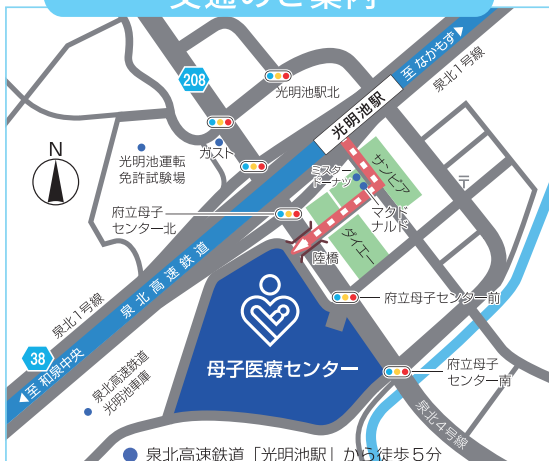 交通のご案内
至 なかもず
泉北1号線
208
光明池駅北
光明池駅
ガスト
光明池運転
免許試験場
N
ミスター
ドーナツ
サンピア
〒
マクド
ナルド
府立母子
センター北
ダイエー
陸橋
泉北高速鉄道
府立母子センター前
泉北1号線
母子医療センター
38
至 和泉中央
泉北高速鉄道
光明池車庫
府立母子
センター南
泉北4号線
泉北高速鉄道「光明池駅」から徒歩5分